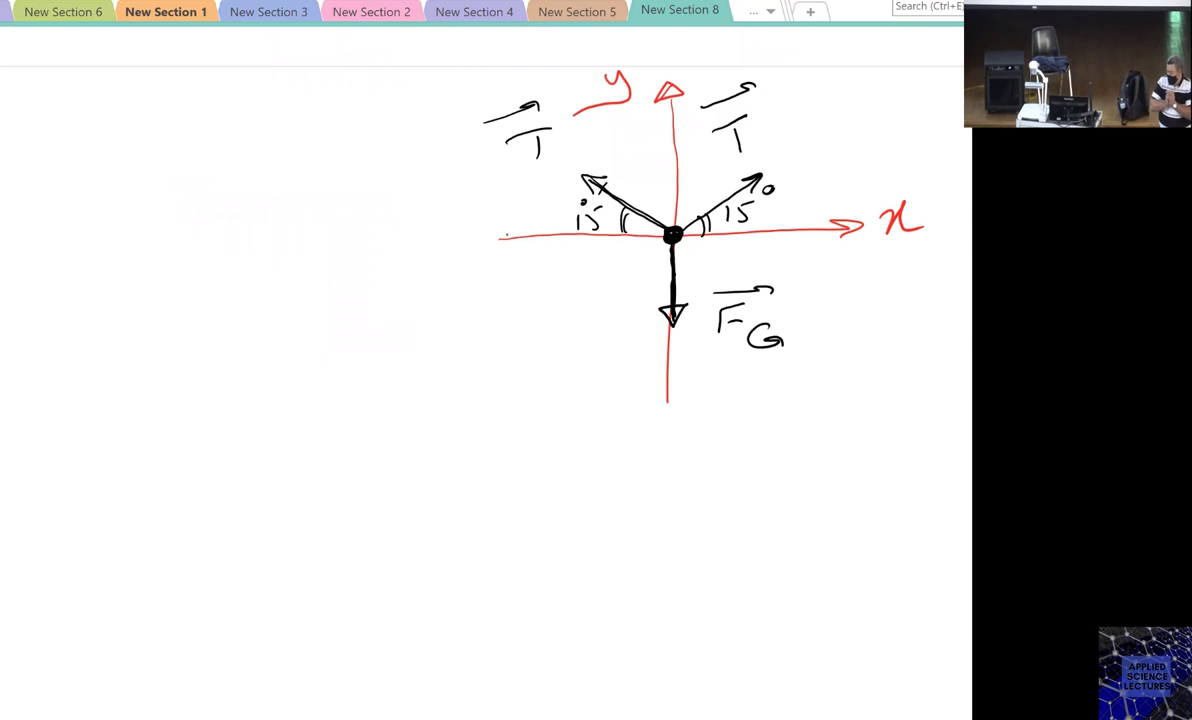 New Section 6 New Section 1 New Section 3 New Section 2 New Section 4 New Section 5 New Section 8 ... + Search (Ctrl+E)
y
T T
15° 15°
x
F_G
APPLIED
SCIENCE
LECTURES